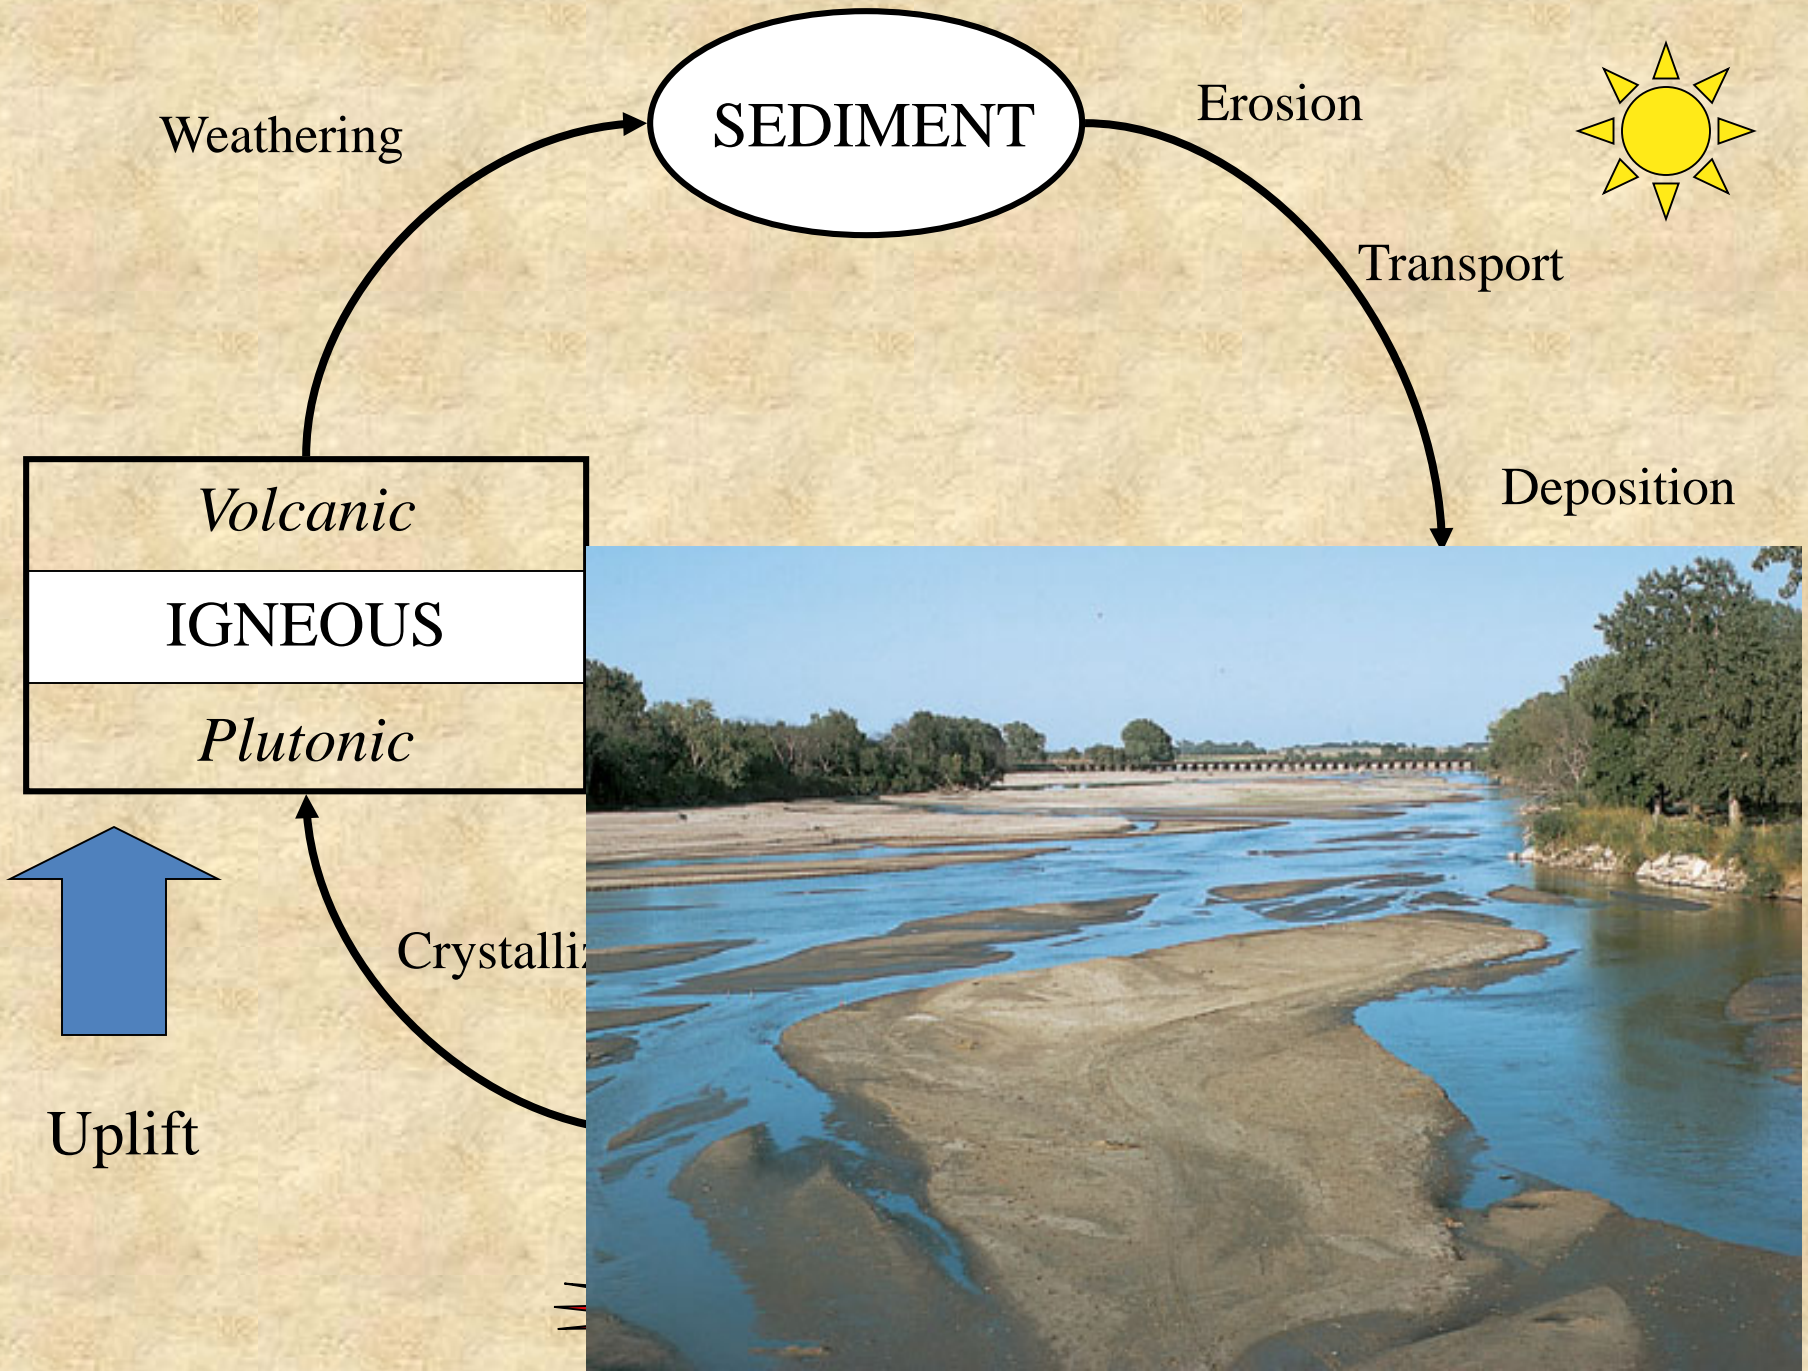 SEDIMENT
Erosion
Weathering
Transport
Deposition
Volcanic
IGNEOUS
Plutonic
Uplift